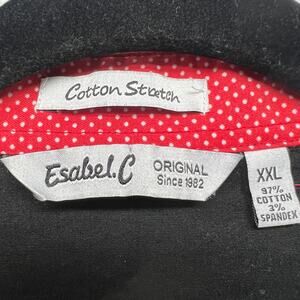 Cotton Stretch
Esabel.C
ORIGINAL
Since 1982
XXL
97%
COTTON
3%
SPANDEX